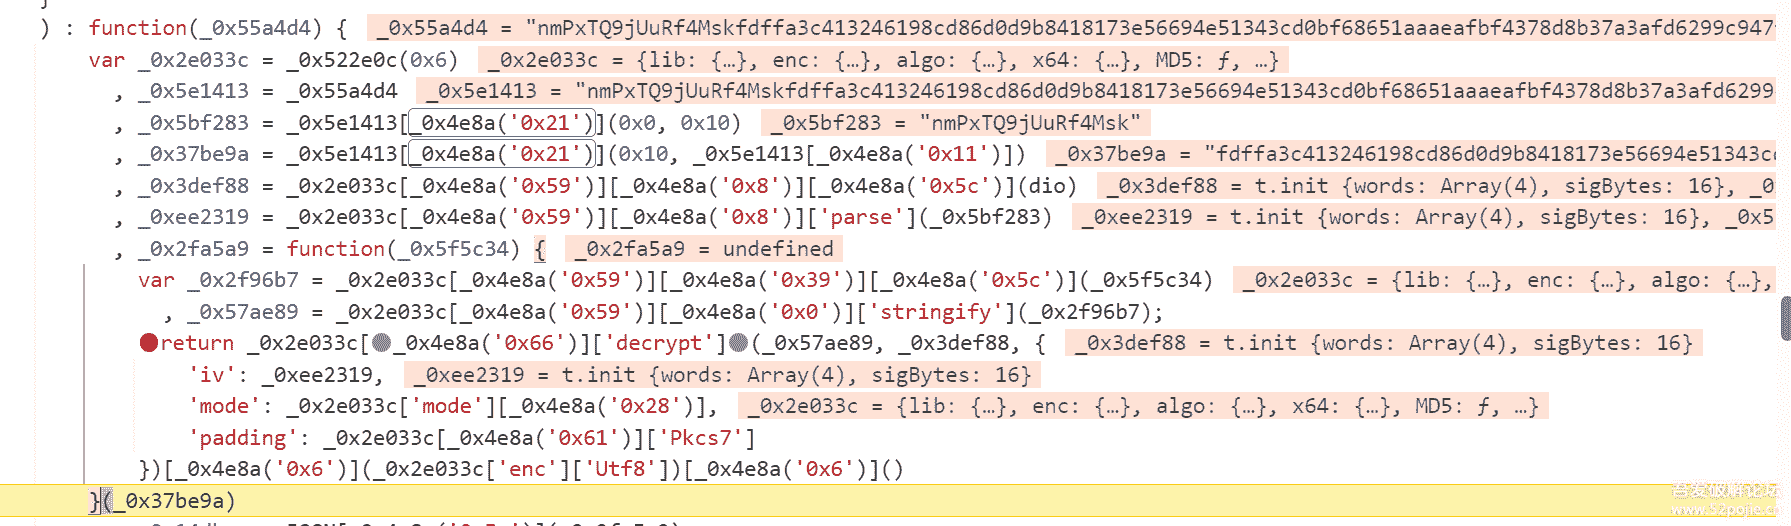 ) : function(_0x55a4d4) { _0x55a4d4 = "nmPxTQ9jUuRf4Mskfdffa3c413246198cd86d0d9b8418173e56694e51343cd0bf68651aaaeafbf4378d8b37a3afd6299c947
var _0x2e033c = _0x522e0c(0x6) _0x2e033c = {lib: {…}, enc: {…}, algo: {…}, x64: {…}, MD5: ƒ, …}
, _0x5e1413 = _0x55a4d4 _0x5e1413 = "nmPxTQ9jUuRf4Mskfdffa3c413246198cd86d0d9b8418173e56694e51343cd0bf68651aaaeafbf4378d8b37a3afd6299
, _0x5bf283 = _0x5e1413[_0x4e8a('0x21')](0x0, 0x10) _0x5bf283 = "nmPxTQ9jUuRf4Msk"
, _0x37be9a = _0x5e1413[_0x4e8a('0x21')](0x10, _0x5e1413[_0x4e8a('0x11')]) _0x37be9a = "fdffa3c413246198cd86d0d9b8418173e56694e51343c
, _0x3def88 = _0x2e033c[_0x4e8a('0x59')][_0x4e8a('0x8')][_0x4e8a('0x5c')](dio) _0x3def88 = t.init {words: Array(4), sigBytes: 16}, _0
, _0xee2319 = _0x2e033c[_0x4e8a('0x59')][_0x4e8a('0x8')]['parse'](_0x5bf283) _0xee2319 = t.init {words: Array(4), sigBytes: 16}, _0x5
, _0x2fa5a9 = function(_0x5f5c34) { _0x2fa5a9 = undefined
var _0x2f96b7 = _0x2e033c[_0x4e8a('0x59')][_0x4e8a('0x39')][_0x4e8a('0x5c')](_0x5f5c34) _0x2e033c = {lib: {…}, enc: {…}, algo: {…},
, _0x57ae89 = _0x2e033c[_0x4e8a('0x59')][_0x4e8a('0x0')]['stringify'](_0x2f96b7);
return _0x2e033c[_0x4e8a('0x66')]['decrypt'](_0x57ae89, _0x3def88, { _0x3def88 = t.init {words: Array(4), sigBytes: 16}
'iv': _0xee2319, _0xee2319 = t.init {words: Array(4), sigBytes: 16}
'mode': _0x2e033c['mode'][_0x4e8a('0x28')], _0x2e033c = {lib: {…}, enc: {…}, algo: {…}, x64: {…}, MD5: ƒ, …}
'padding': _0x2e033c[_0x4e8a('0x61')]['Pkcs7']
})[_0x4e8a('0x6')](_0x2e033c['enc']['Utf8'])[_0x4e8a('0x6')]()
}(_0x37be9a)